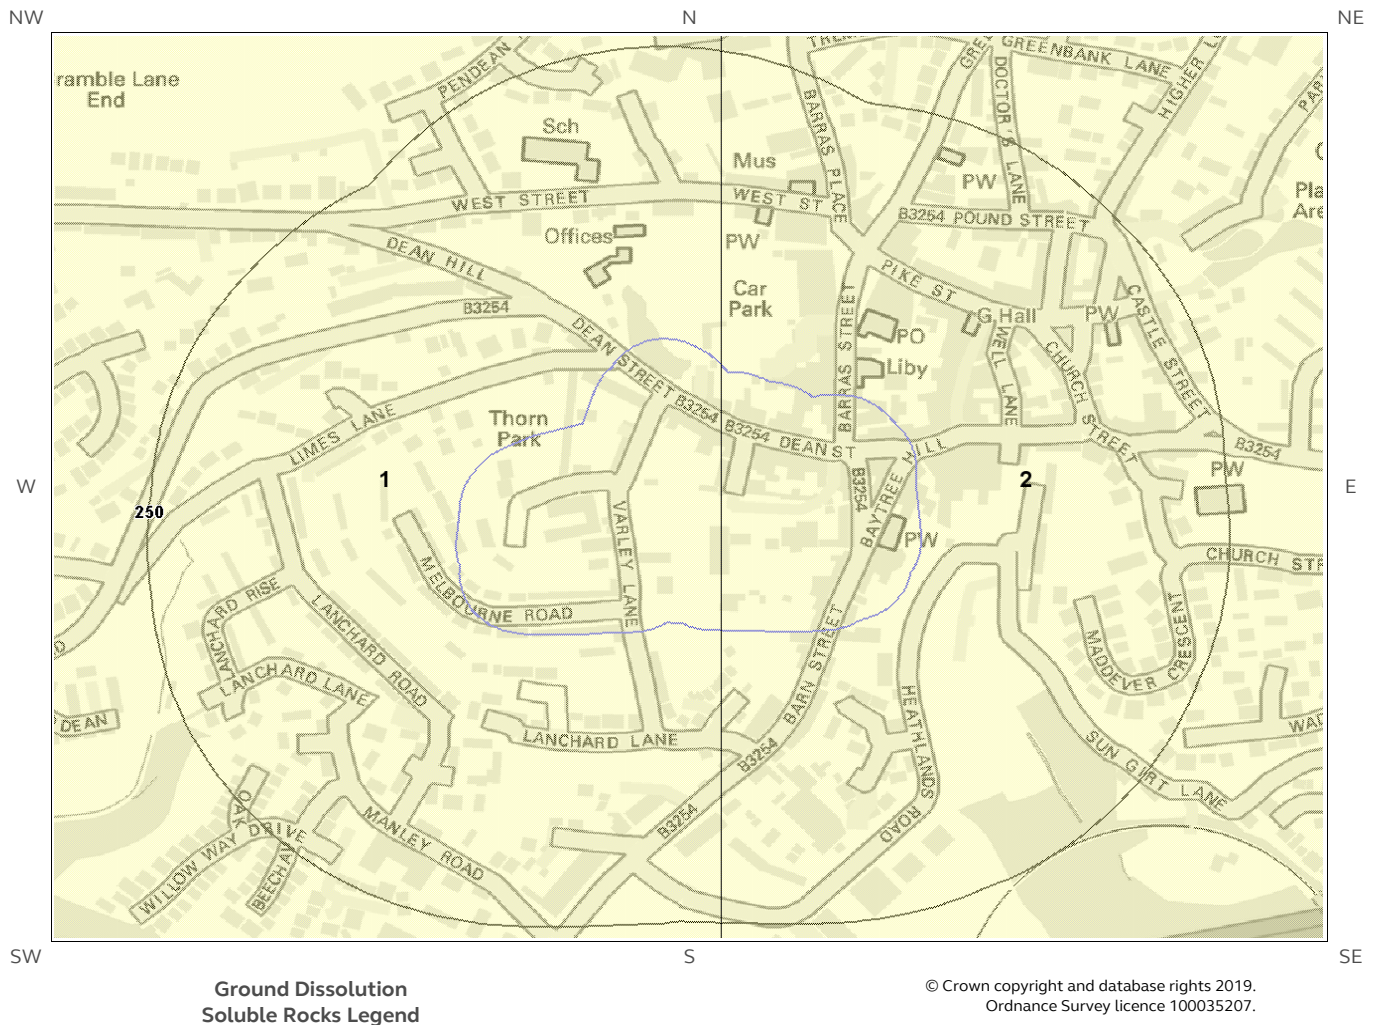 NW
N
NE
ramble Lane
End
PENDEAN
Sch
BARRAS PLACE
GREENBANK LANE
DOCTOR'S LANE
HIGHER
Mus
PW
WEST STREET
WEST ST
B3254 POUND STREET
Offices
PW
DEAN HILL
Car
Park
PIKE ST
B3254
DEAN STREET
B3254
BARRAS STREET
PO
Liby
G Hall
PW
WELL LANE
CHURCH STREET
CASTLE STREET
Thorn
Park
LIMES LANE
B3254 DEAN ST
B3254
B3254
BAYTREE HILL
PW
PW
W
1
2
E
250
VARLEY LANE
MELBOURNE ROAD
LANCHARD RISE
LANCHARD ROAD
LANCHARD LANE
DEAN
BARN STREET
HEATHLANDS ROAD
MADDEVER CRESCENT
LANCHARD LANE
B3254
B3254
SUN GIRT LANE
OAK
WILLOW WAY
DRIVE
BEECH
MANLEY ROAD
SW
S
SE
Ground Dissolution
Soluble Rocks Legend
© Crown copyright and database rights 2019.
Ordnance Survey licence 100035207.